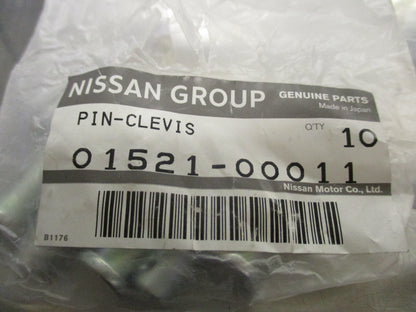 NISSAN GROUP GENUINE PARTS
Made in Japan
PIN-CLEVIS QTY 10
01521-00011
Nissan Motor Co., Ltd.
B1176